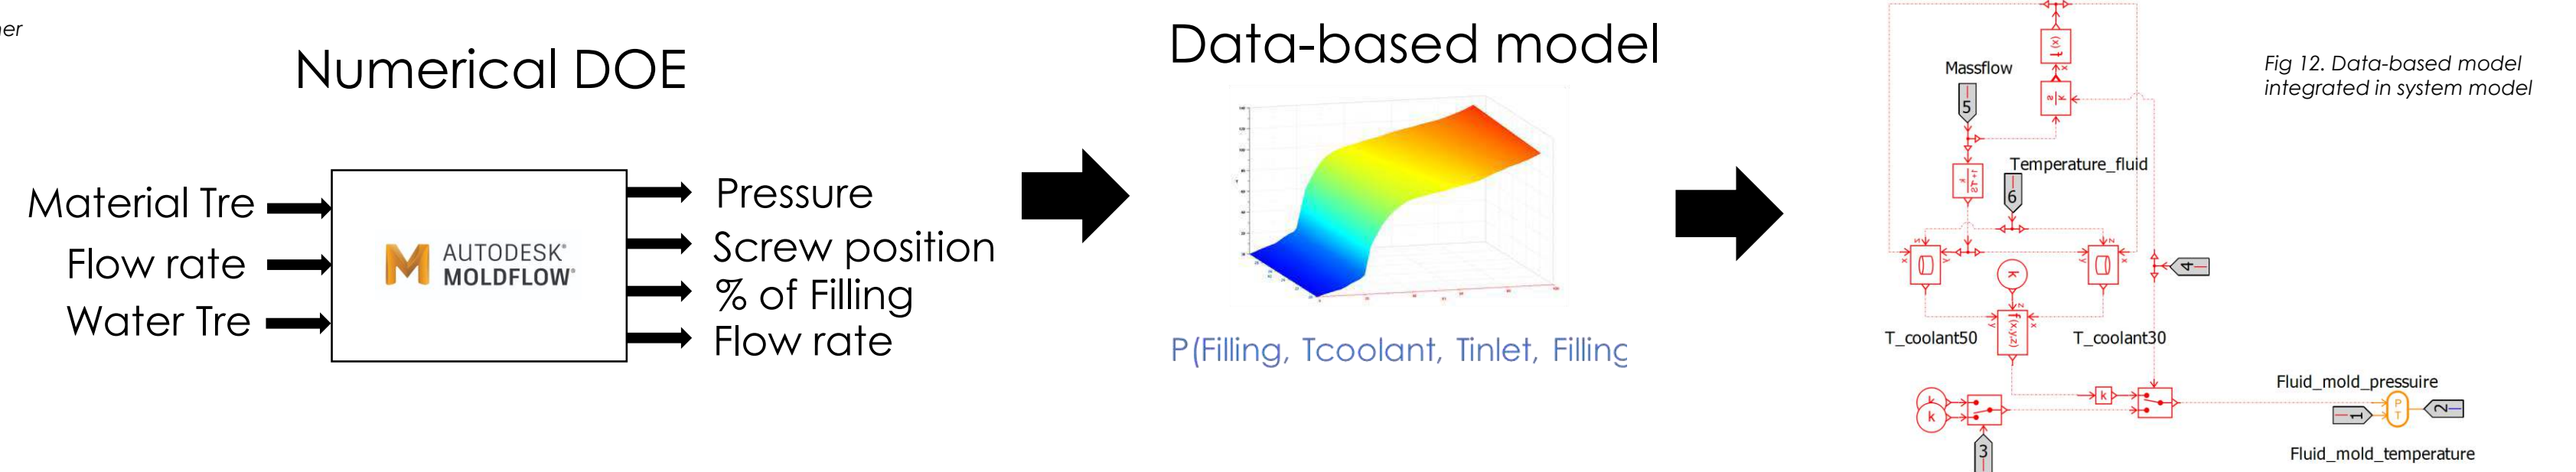 Numerical DOE
Material Tre
Flow rate
Water Tre
AUTODESK®
MOLDFLOW®
Pressure
Screw position
% of Filling
Flow rate
Data-based model
P(Filling, Tcoolant, Tinlet, Filling
Massflow
5
f(x)
Temperature_fluid
6
4
k
T_coolant50
f(x,y,z)
T_coolant30
k
k
k
3
Fluid_mold_pressuire
1
P
T
2
Fluid_mold_temperature
Fig 12. Data-based model
integrated in system model